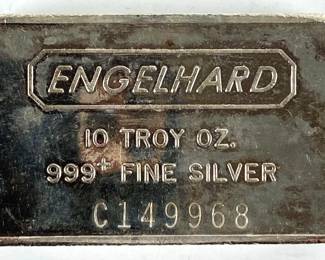 ENGELHARD
10 TROY OZ.
999+ FINE SILVER
C149968